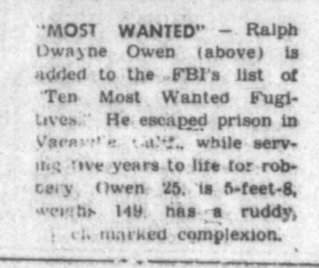 "MOST WANTED" — Ralph
Dwayne Owen (above) is
added to the FBI's list of
"Ten Most Wanted Fugi-
tives." He escaped prison in
Vacaville Calif., while serv-
ing five years to life for rob-
bery. Owen 25, is 5-feet-8,
weighs 149, has a ruddy,
marked complexion.